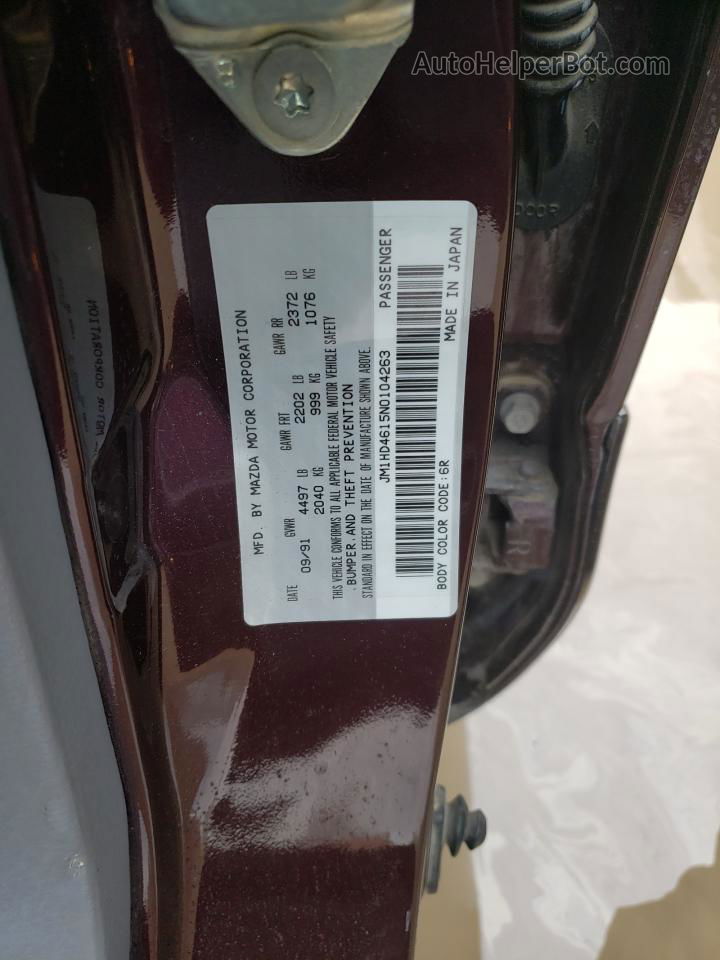 AutoHelperBot.com
MFD. BY MAZDA MOTOR CORPORATION
DATE GVWR GAWR FRT GAWR RR
09/91 4497 LB 2202 LB 2372 LB
2040 KG 999 KG 1076 KG
THIS VEHICLE CONFORMS TO ALL APPLICABLE FEDERAL MOTOR VEHICLE SAFETY
,BUMPER,AND THEFT PREVENTION
STANDARD IN EFFECT ON THE DATE OF MANUFACTURE SHOWN ABOVE.
JM1HD4615N0104263 PASSENGER
BODY COLOR CODE:6R MADE IN JAPAN
DOOR
R